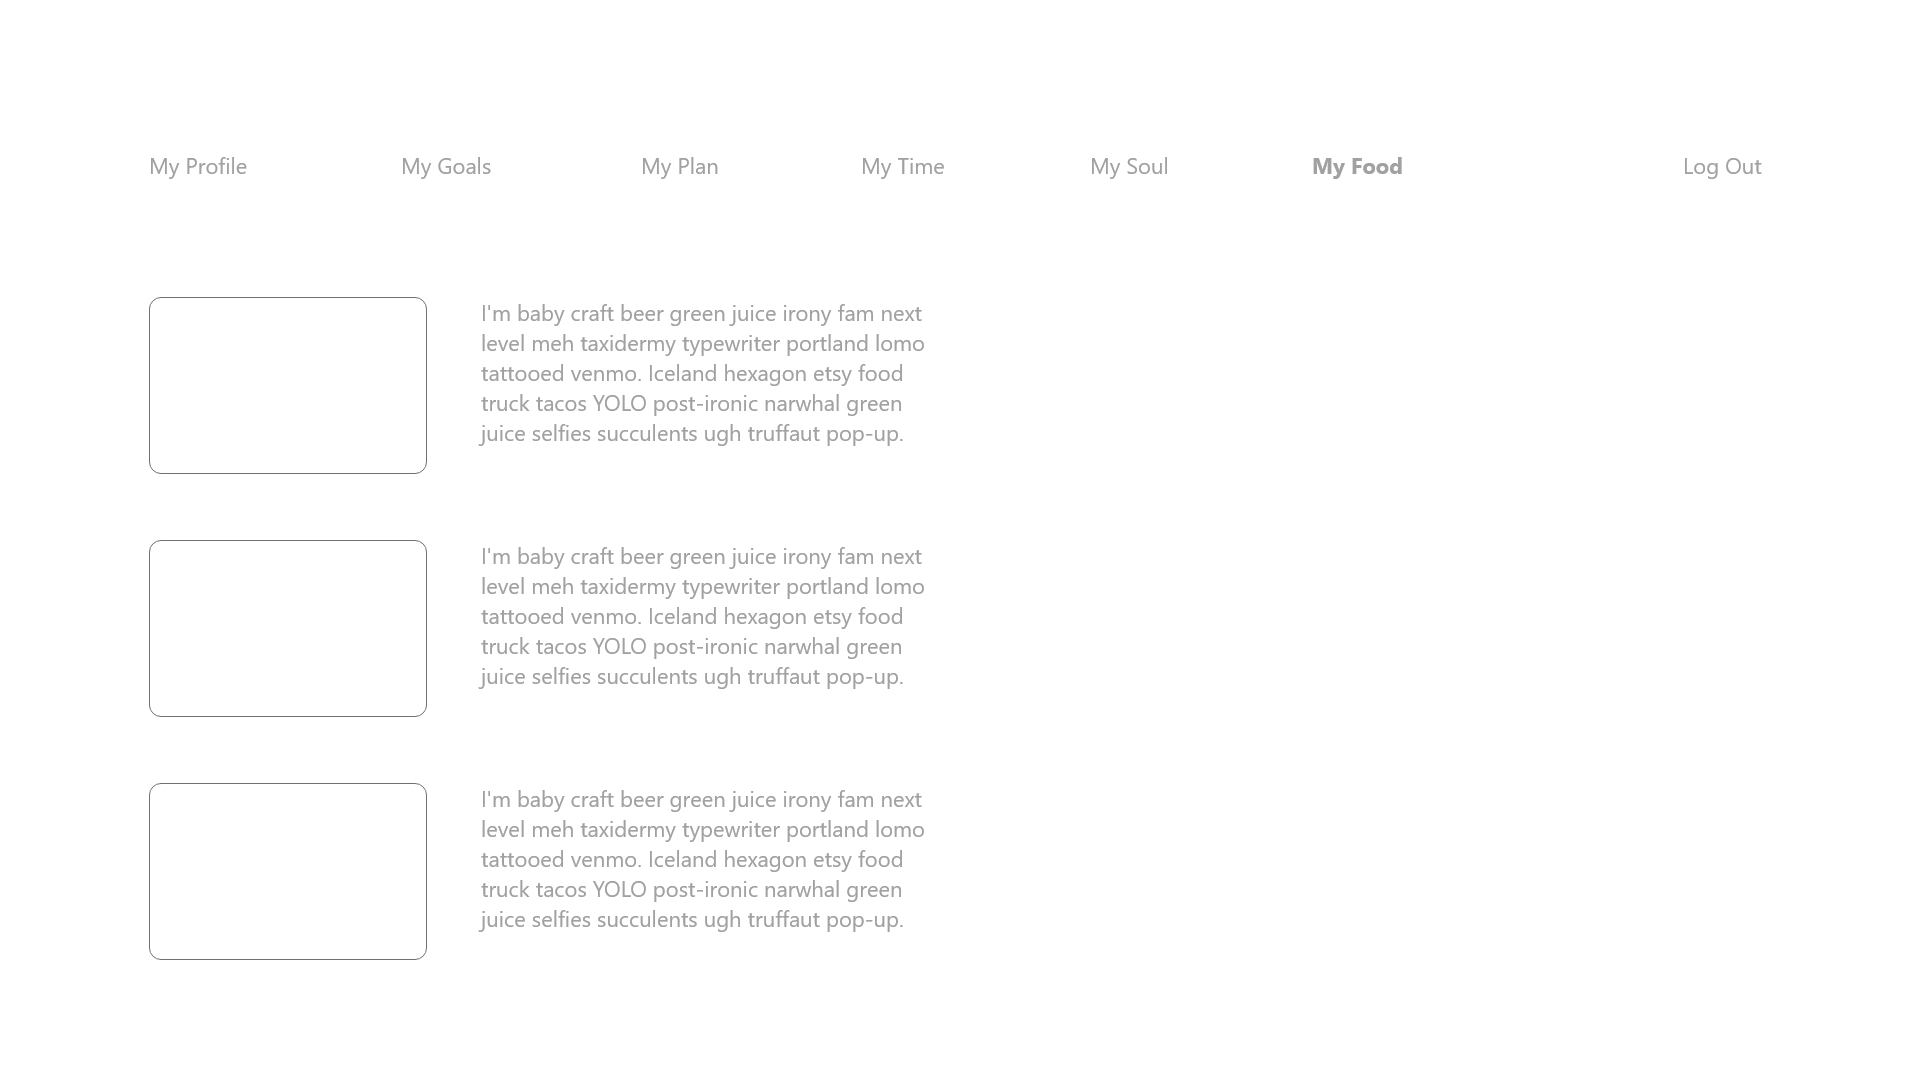 My Profile My Goals My Plan My Time My Soul My Food Log Out
I'm baby craft beer green juice irony fam next
level meh taxidermy typewriter portland lomo
tattooed venmo. Iceland hexagon etsy food
truck tacos YOLO post-ironic narwhal green
juice selfies succulents ugh truffaut pop-up.
I'm baby craft beer green juice irony fam next
level meh taxidermy typewriter portland lomo
tattooed venmo. Iceland hexagon etsy food
truck tacos YOLO post-ironic narwhal green
juice selfies succulents ugh truffaut pop-up.
I'm baby craft beer green juice irony fam next
level meh taxidermy typewriter portland lomo
tattooed venmo. Iceland hexagon etsy food
truck tacos YOLO post-ironic narwhal green
juice selfies succulents ugh truffaut pop-up.